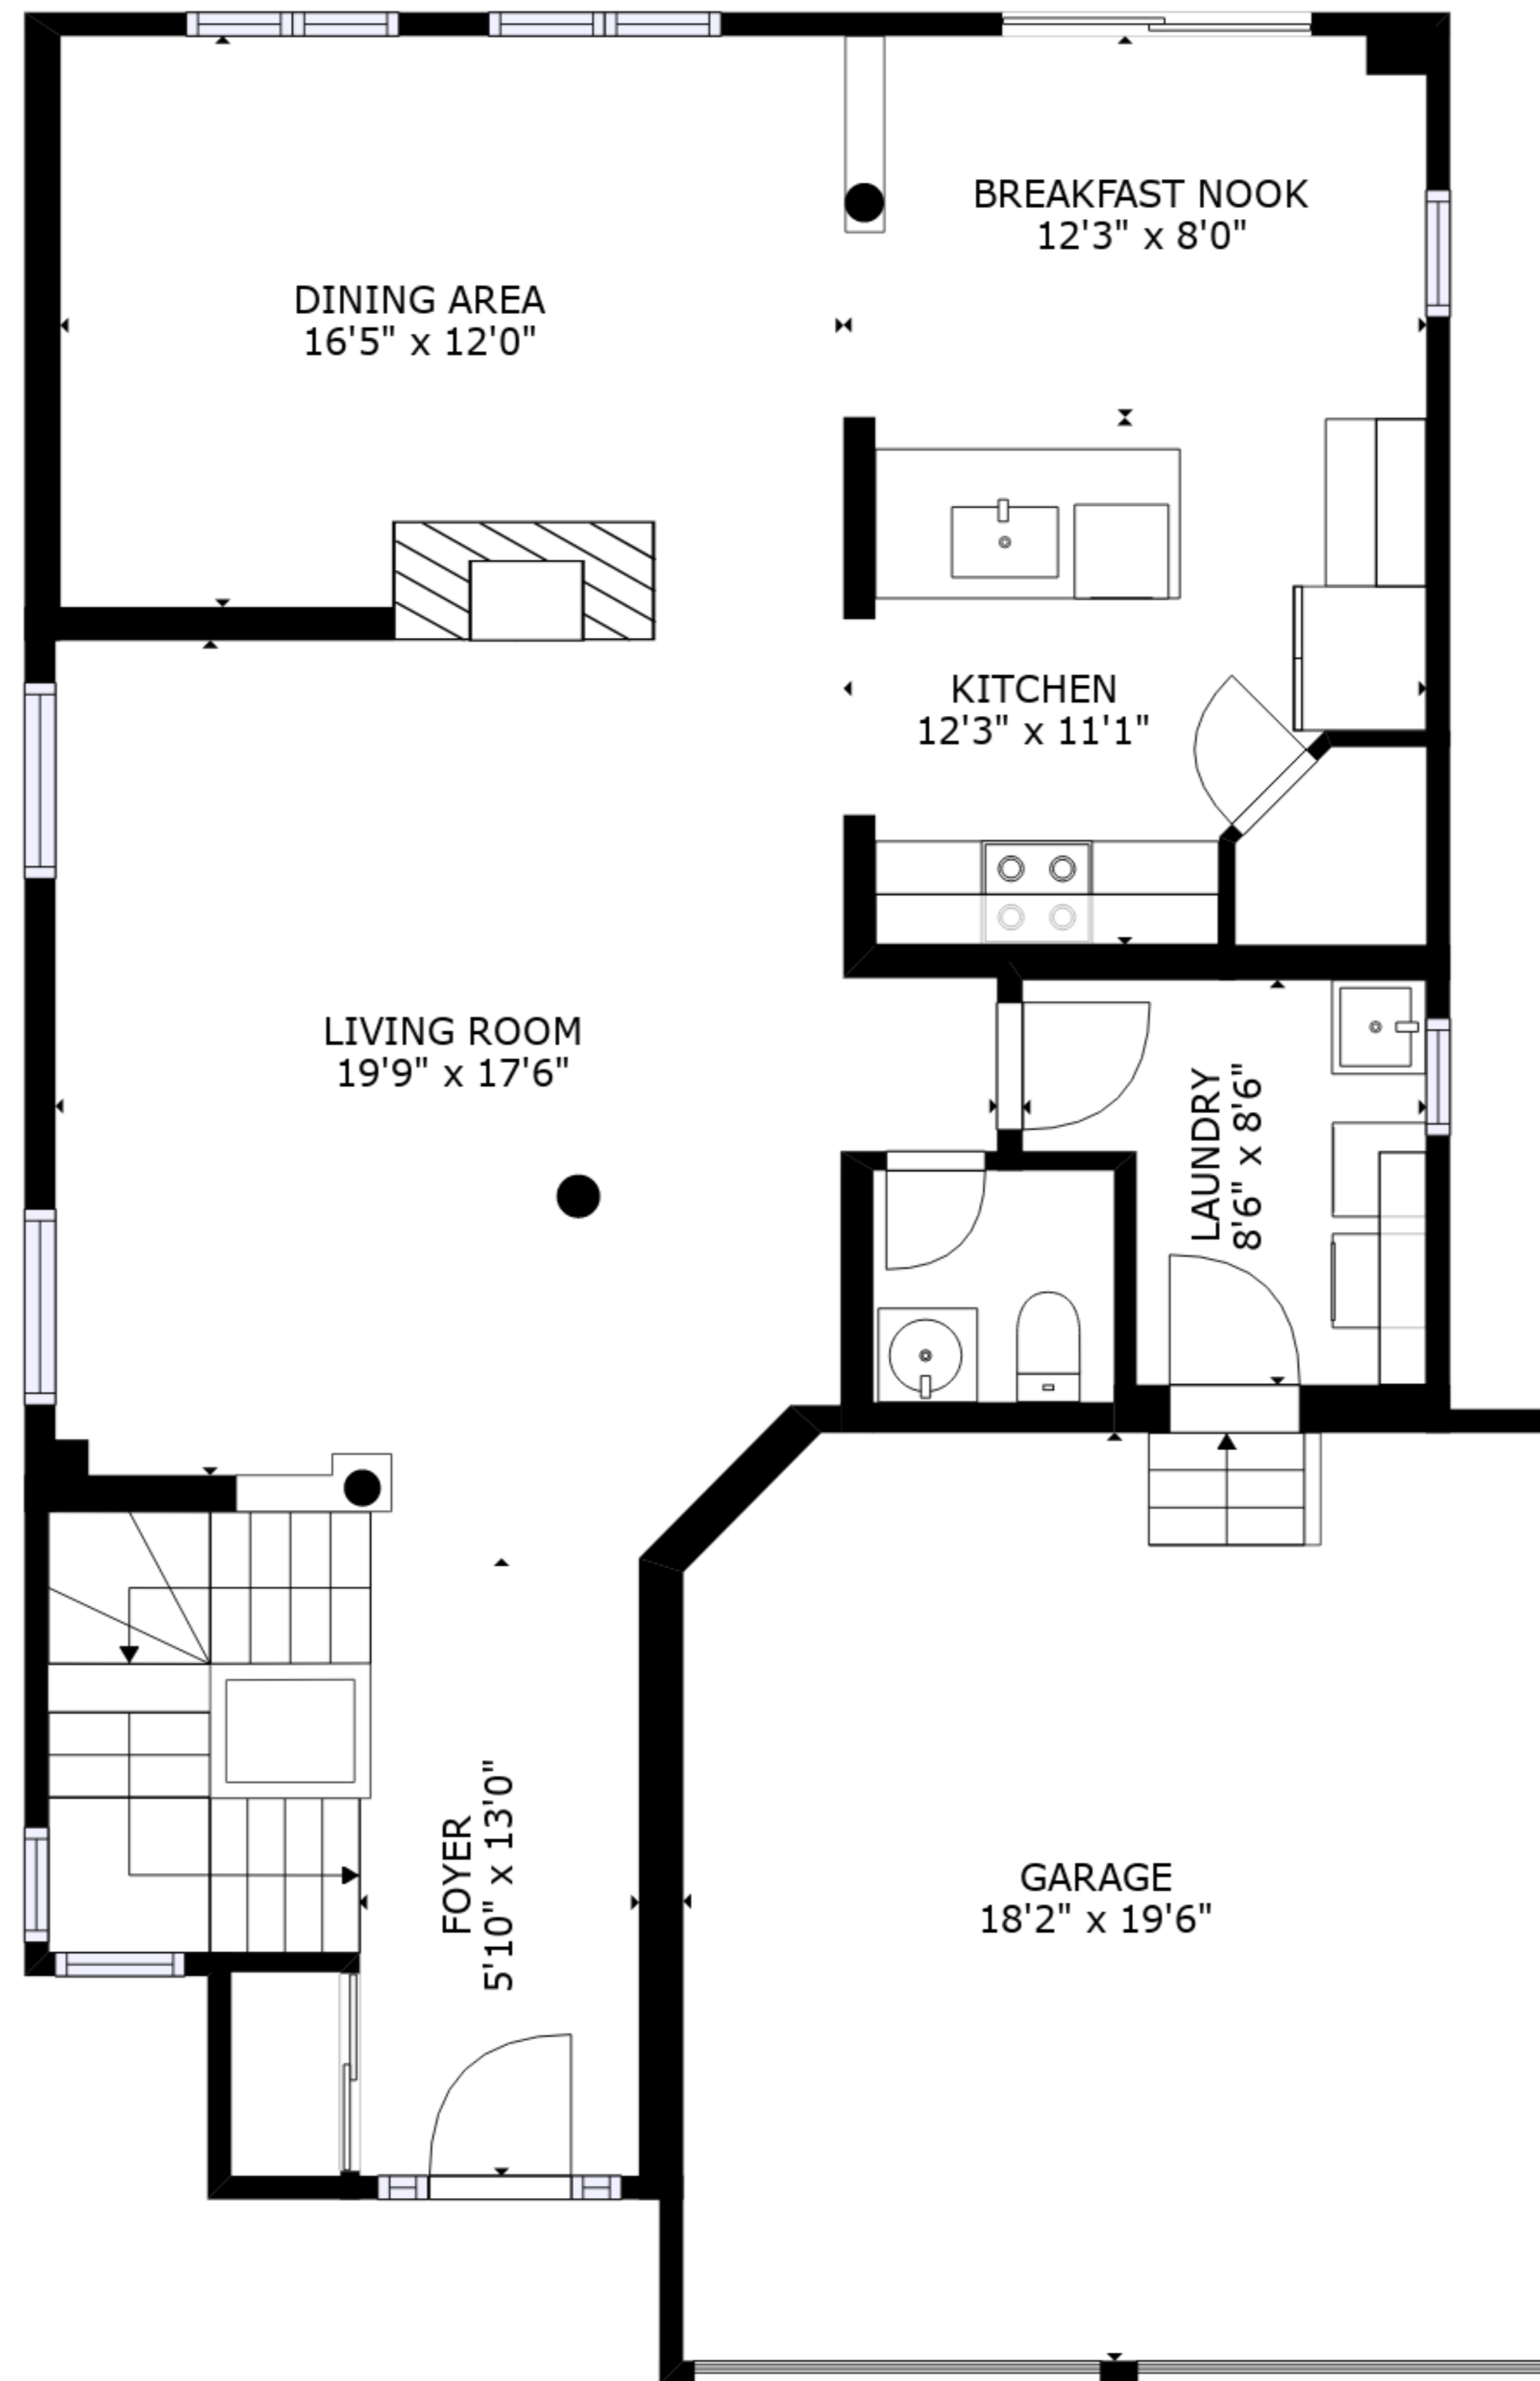 BREAKFAST NOOK
12'3" x 8'0"
DINING AREA
16'5" x 12'0"
KITCHEN
12'3" x 11'1"
LIVING ROOM
19'9" x 17'6"
LAUNDRY
8'6" x 8'6"
FOYER
5'10" x 13'0"
GARAGE
18'2" x 19'6"